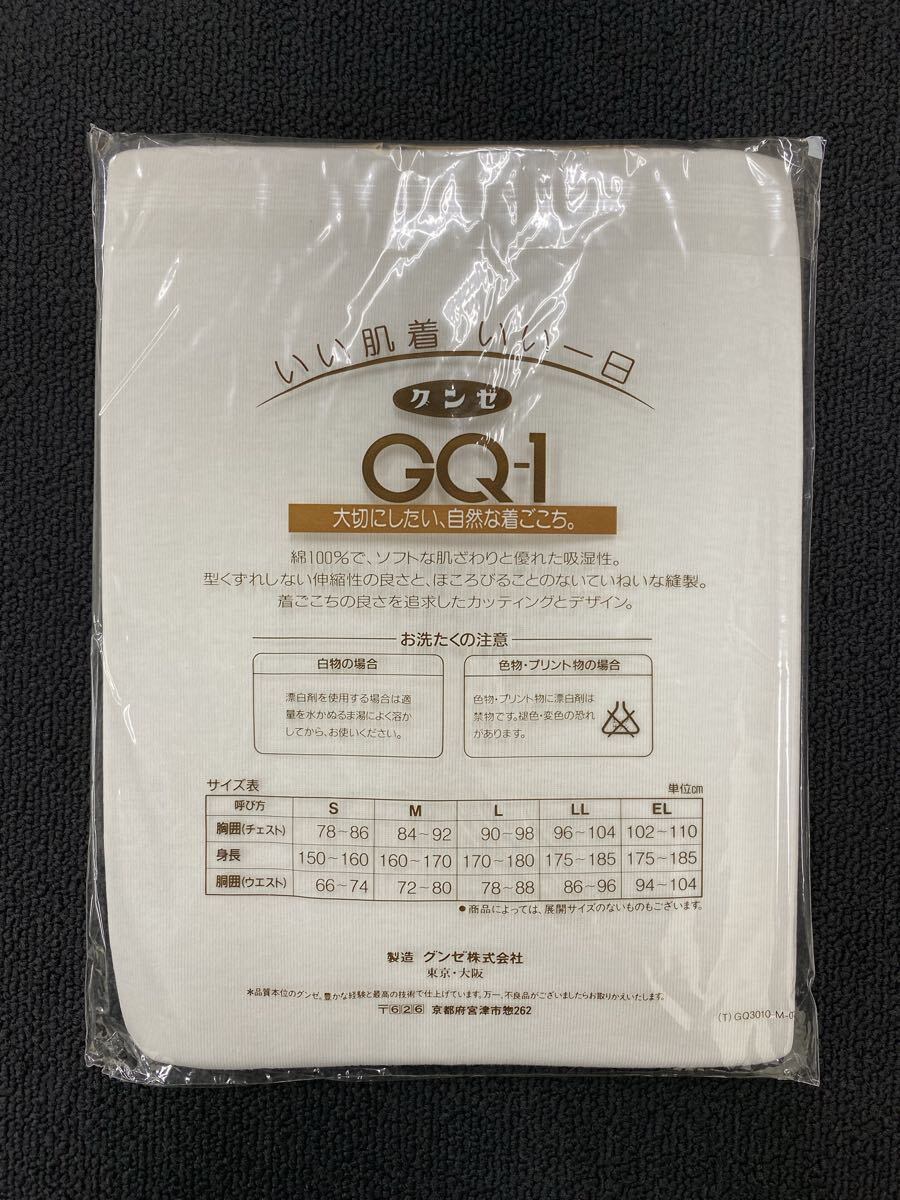 いい肌着 いい一日
グンゼ
GQ-1
大切にしたい、自然な着ごこち。
綿100%で、ソフトな肌ざわりと優れた吸湿性。
型くずれしない伸縮性の良さと、ほころびることのないていねいな縫製。
着ごこちの良さを追求したカッティングとデザイン。
お洗たくの注意
白物の場合
漂白剤を使用する場合は適
量を水かぬるま湯によく溶か
してから、お使いください。
色物・プリント物の場合
色物・プリント物に漂白剤は
禁物です。褪色・変色の恐れ
があります。
サイズ表 単位cm
呼び方 S M L LL EL
胸囲(チェスト) 78~86 84~92 90~98 96~104 102~110
身長 150~160 160~170 170~180 175~185 175~185
胴囲(ウエスト) 66~74 72~80 78~88 86~96 94~104
●商品によっては、展開サイズのないものもございます。
製造 グンゼ株式会社
東京・大阪
*品質本位のグンゼ。豊かな経験と最高の技術で仕上げています。万一、不良品がございましたらお取りかえいたします。
〒626 京都府宮津市惣262
(T) GQ3010-M-0